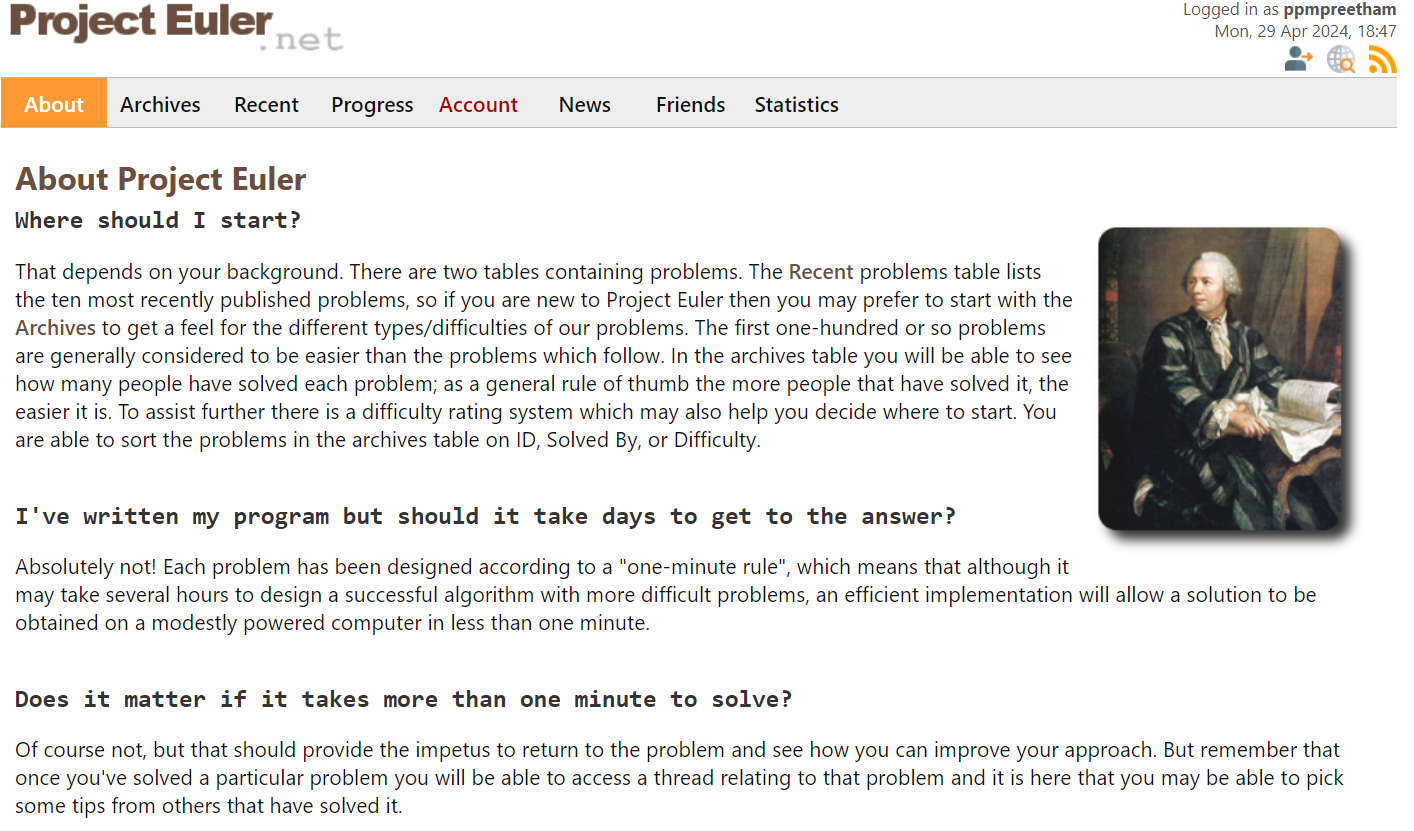 Project Euler.net
Logged in as ppmpreetham
Mon, 29 Apr 2024, 18:47
About Archives Recent Progress Account News Friends Statistics
About Project Euler
Where should I start?
That depends on your background. There are two tables containing problems. The Recent problems table lists
the ten most recently published problems, so if you are new to Project Euler then you may prefer to start with the
Archives to get a feel for the different types/difficulties of our problems. The first one-hundred or so problems
are generally considered to be easier than the problems which follow. In the archives table you will be able to see
how many people have solved each problem; as a general rule of thumb the more people that have solved it, the
easier it is. To assist further there is a difficulty rating system which may also help you decide where to start. You
are able to sort the problems in the archives table on ID, Solved By, or Difficulty.
I've written my program but should it take days to get to the answer?
Absolutely not! Each problem has been designed according to a "one-minute rule", which means that although it
may take several hours to design a successful algorithm with more difficult problems, an efficient implementation will allow a solution to be
obtained on a modestly powered computer in less than one minute.
Does it matter if it takes more than one minute to solve?
Of course not, but that should provide the impetus to return to the problem and see how you can improve your approach. But remember that
once you've solved a particular problem you will be able to access a thread relating to that problem and it is here that you may be able to pick
some tips from others that have solved it.